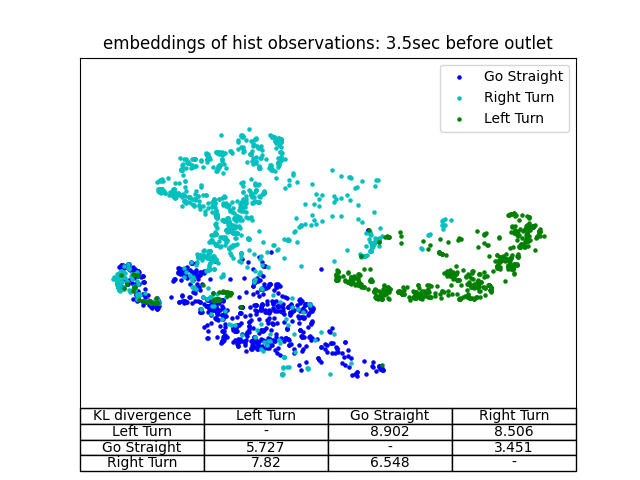 embeddings of hist observations: 3.5sec before outlet
Go Straight
Right Turn
Left Turn
KL divergence Left Turn Go Straight Right Turn
Left Turn - 8.902 8.506
Go Straight 5.727 - 3.451
Right Turn 7.82 6.548 -